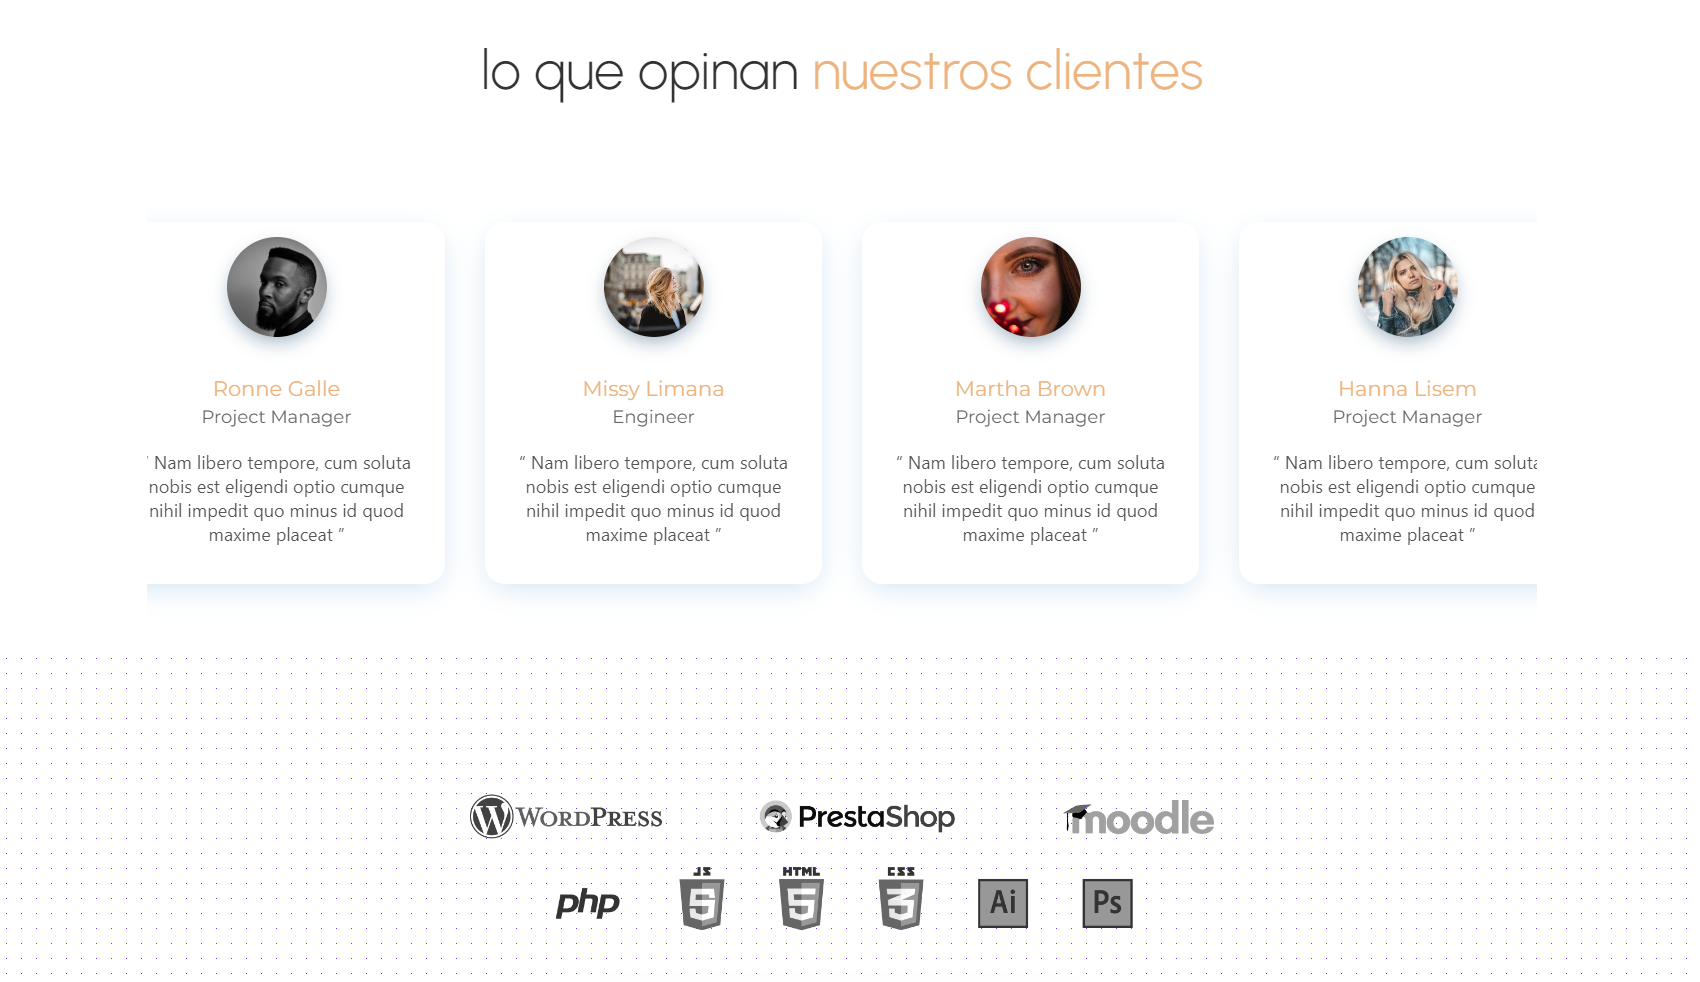 lo que opinan nuestros clientes
Ronne Galle
Project Manager
" Nam libero tempore, cum soluta
nobis est eligendi optio cumque
nihil impedit quo minus id quod
maxime placeat "
Missy Limana
Engineer
" Nam libero tempore, cum soluta
nobis est eligendi optio cumque
nihil impedit quo minus id quod
maxime placeat "
Martha Brown
Project Manager
" Nam libero tempore, cum soluta
nobis est eligendi optio cumque
nihil impedit quo minus id quod
maxime placeat "
Hanna Lisem
Project Manager
" Nam libero tempore, cum soluta
nobis est eligendi optio cumque
nihil impedit quo minus id quod
maxime placeat "
WORDPRESS PrestaShop moodle
JS HTML CSS
php 5 5 3 Ai Ps